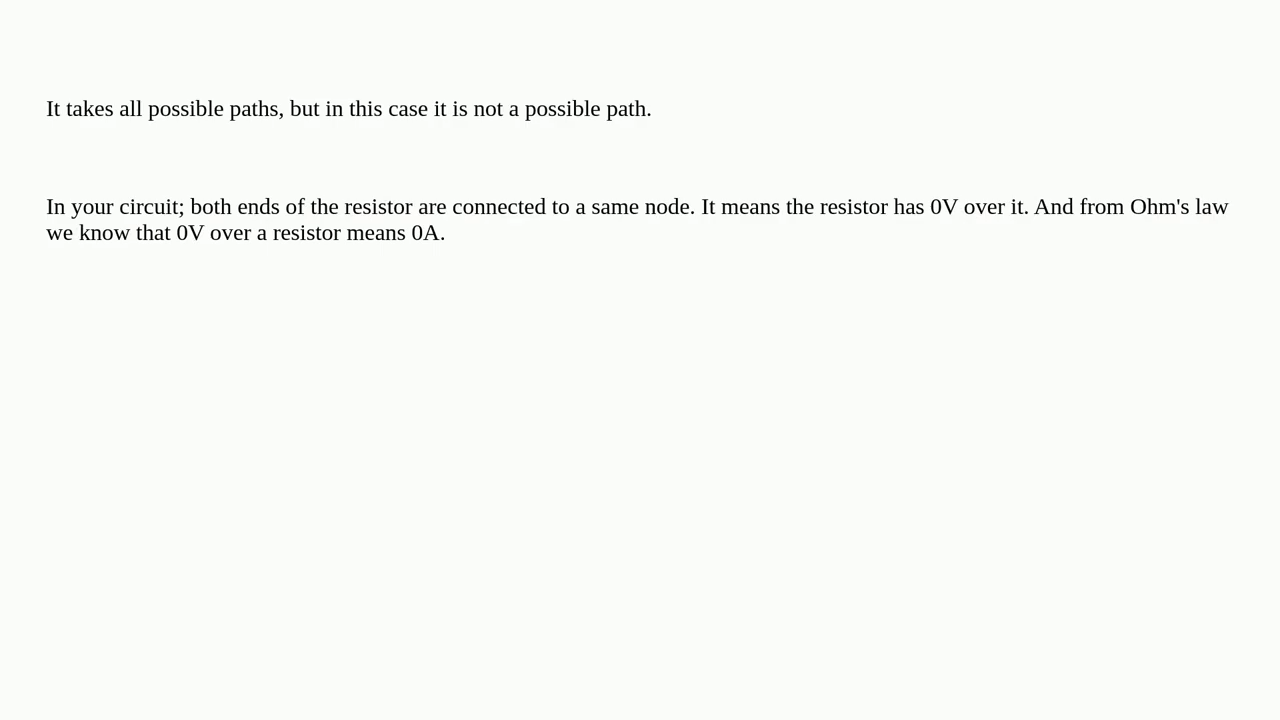 It takes all possible paths, but in this case it is not a possible path.
In your circuit; both ends of the resistor are connected to a same node. It means the resistor has 0V over it. And from Ohm's law
we know that 0V over a resistor means 0A.